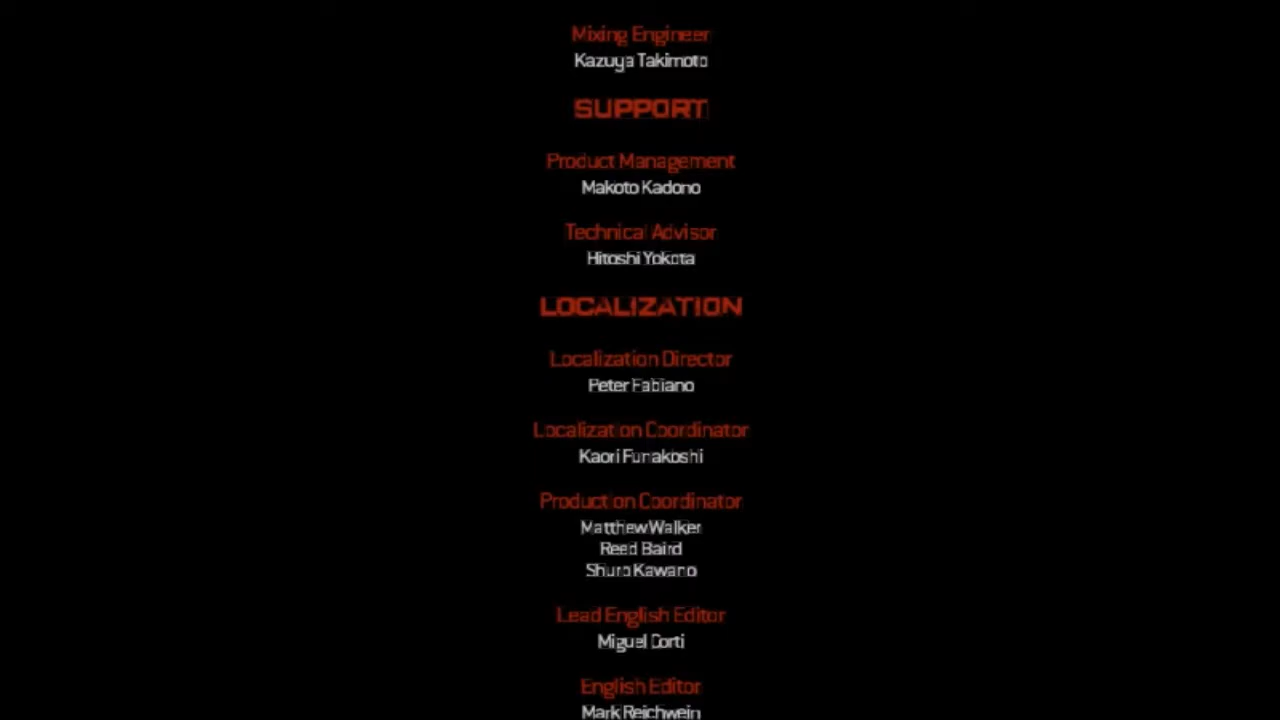 Mixing Engineer
Kazuya Takimoto
SUPPORT
Product Management
Makoto Kadono
Technical Advisor
Hitoshi Yokota
LOCALIZATION
Localization Director
Peter Fabiano
Localization Coordinator
Kaori Funakoshi
Production Coordinator
Matthew Walker
Reed Baird
Shuro Kawano
Lead English Editor
Miguel Corti
English Editor
Mark Reichwein